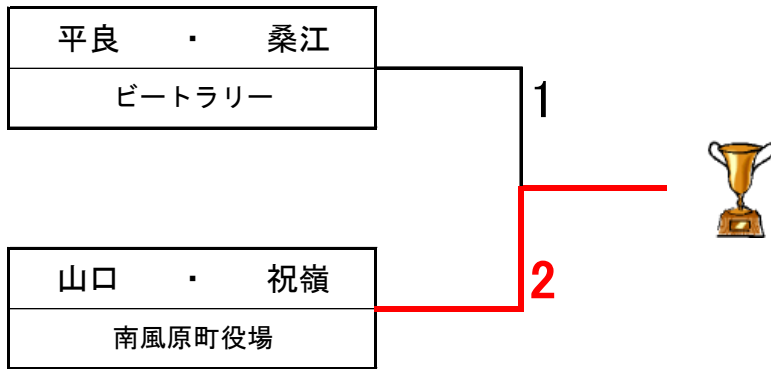 平良 ・ 桑江
ビートラリー
1
山口 ・ 祝嶺
2
南風原町役場